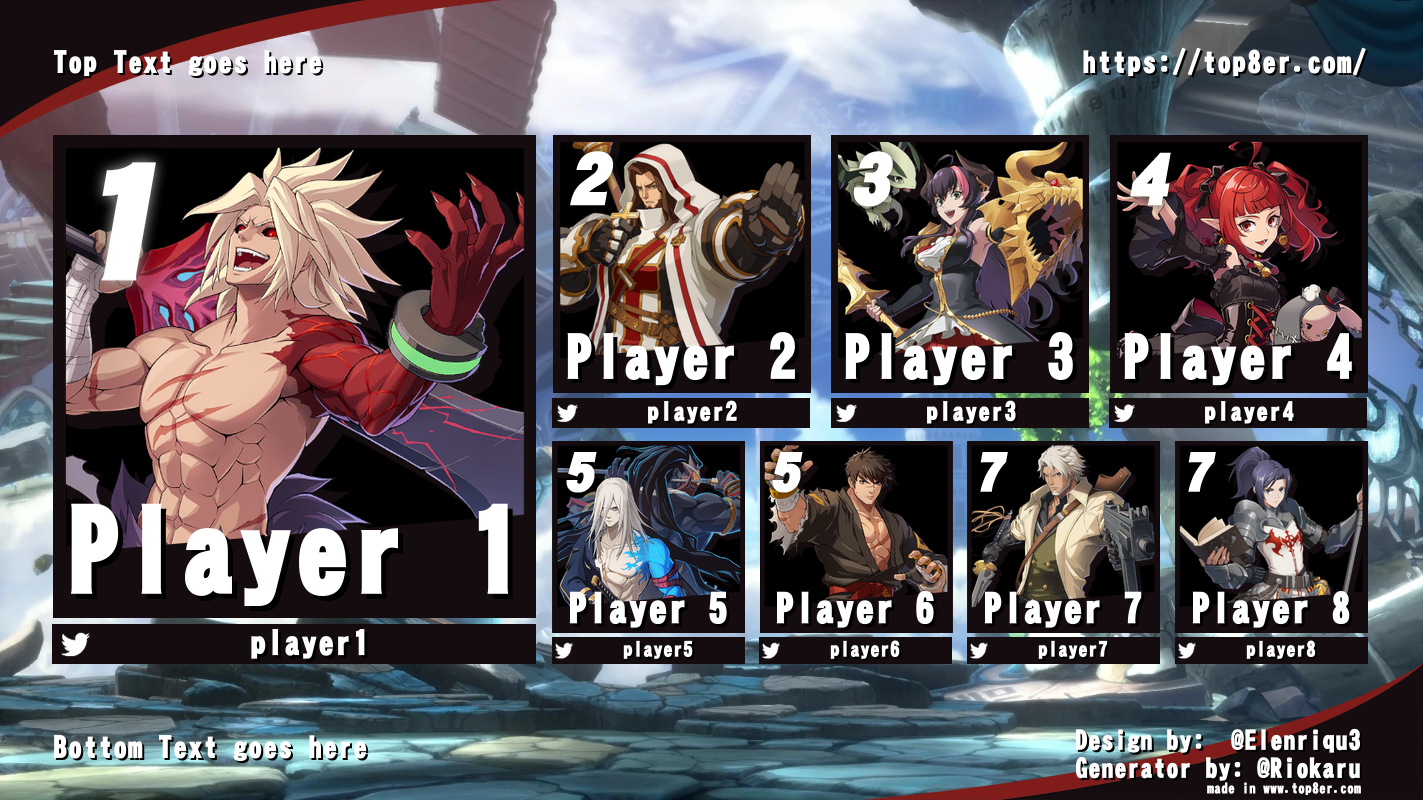 Top Text goes here
https://top8er.com/
1
Player 1
player1
2
Player 2
player2
3
Player 3
player3
4
Player 4
player4
5
Player 5
player5
5
Player 6
player6
7
Player 7
player7
7
Player 8
player8
Bottom Text goes here
Design by: @Elenriqu3
Generator by: @Riokaru
made in www.top8er.com